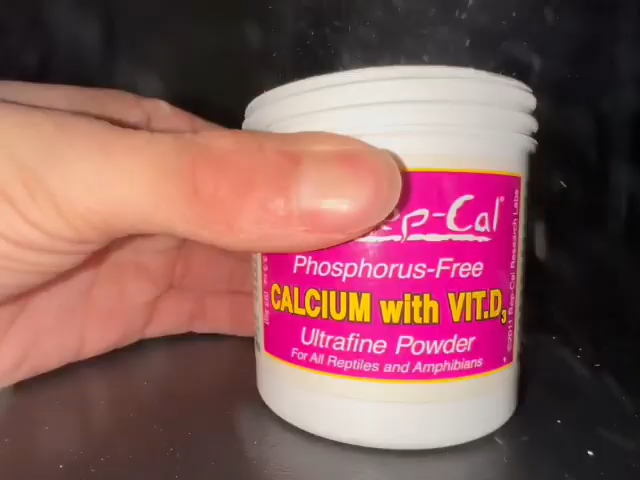 ep-Cal®
Phosphorus-Free
CALCIUM with VIT.D3
Ultrafine Powder
For All Reptiles and Amphibians
©2011 Rep-Cal Research Labs